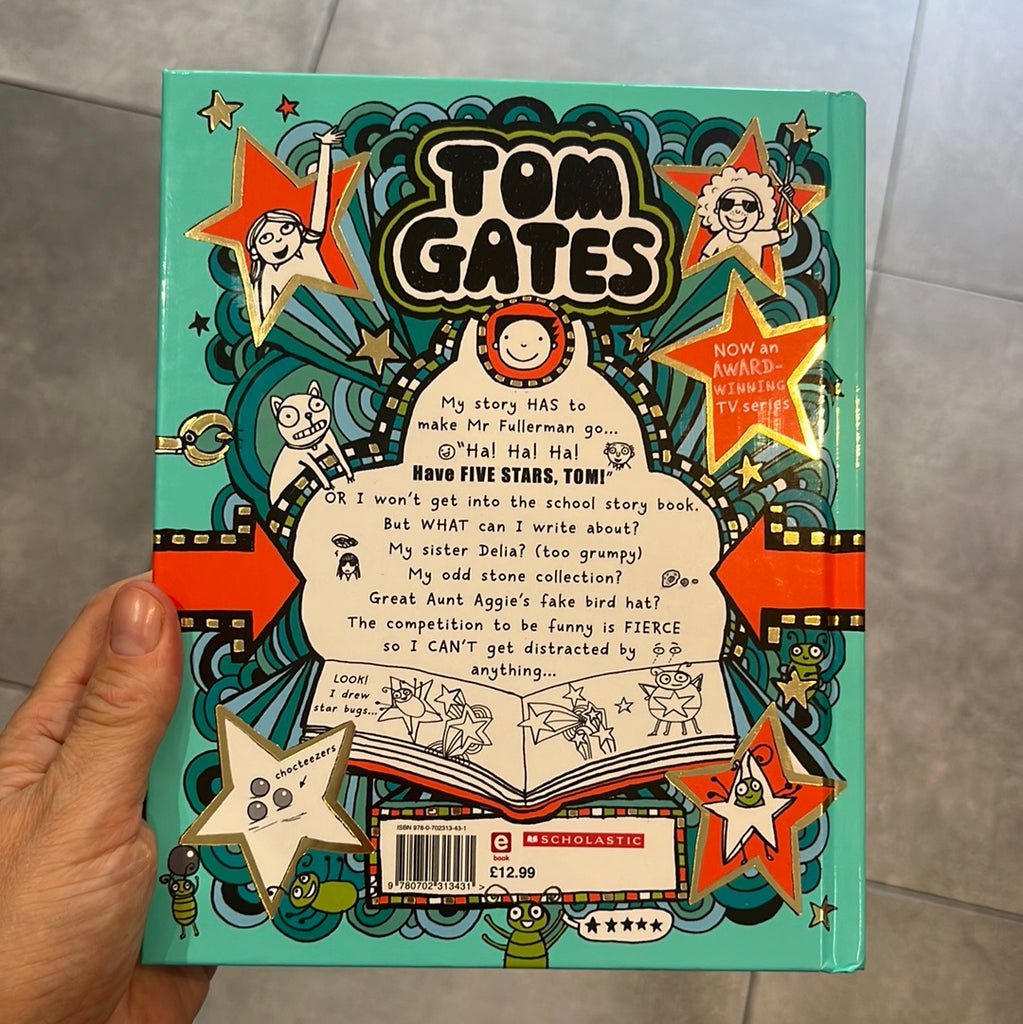 TOM
GATES
NOW an
AWARD-
WINNING
TV series
My story HAS to
make Mr Fullerman go...
"Ha! Ha! Ha!
Have FIVE STARS, TOM!"
OR I won't get into the school story book.
But WHAT can I write about?
My sister Delia? (too grumpy)
My odd stone collection?
Great Aunt Aggie's fake bird hat?
The competition to be funny is FIERCE
so I CAN'T get distracted by
anything...
LOOK!
I drew
star bugs...
chocteezers
ISBN 978-0-702313-43-1
9 780702 313431 >
e
book
SCHOLASTIC
£12.99